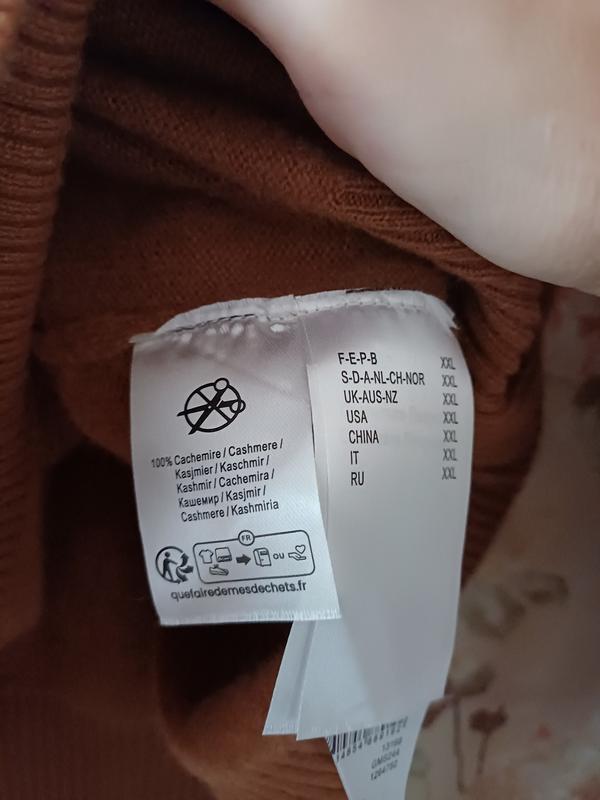 100% Cachemire / Cashmere /
Kasjmier / Kaschmir /
Kashmir / Cachemira /
Кашемир / Kasjmir /
Cashmere / Kashmiria
FR
OU
quefairedemesdechets.fr
F-E-P-B XXL
S-D-A-NL-CH-NOR XXL
UK-AUS-NZ XXL
USA XXL
CHINA XXL
IT XXL
RU XXL
1264752